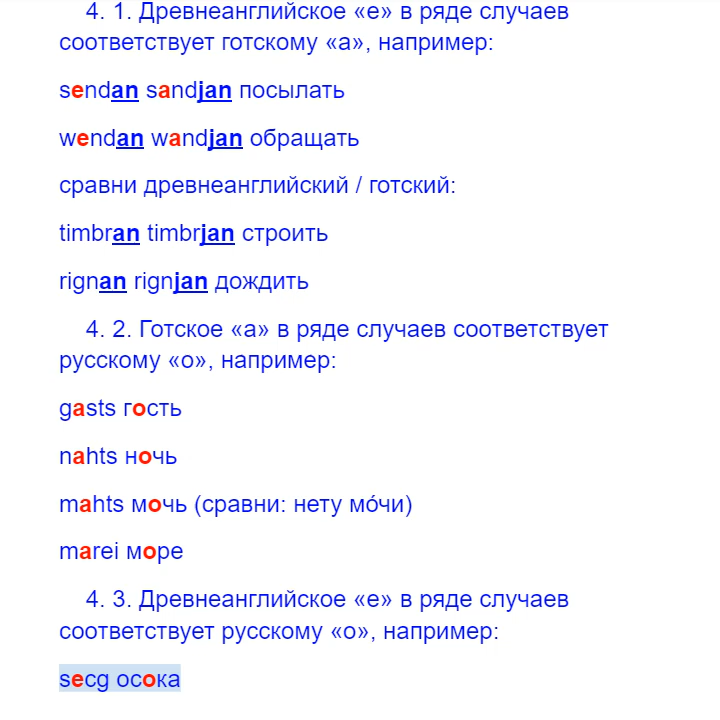 4. 1. Древнеанглийское «e» в ряде случаев
соответствует готскому «a», например:
sendan sandjan посылать
wendan wandjan обращать
сравни древнеанглийский / готский:
timbran timbrjan строить
rignan rignjan дождить
4. 2. Готское «a» в ряде случаев соответствует
русскому «о», например:
gasts гость
nahts ночь
mahts мочь (сравни: нету мо́чи)
marei море
4. 3. Древнеанглийское «e» в ряде случаев
соответствует русскому «о», например:
secg осока